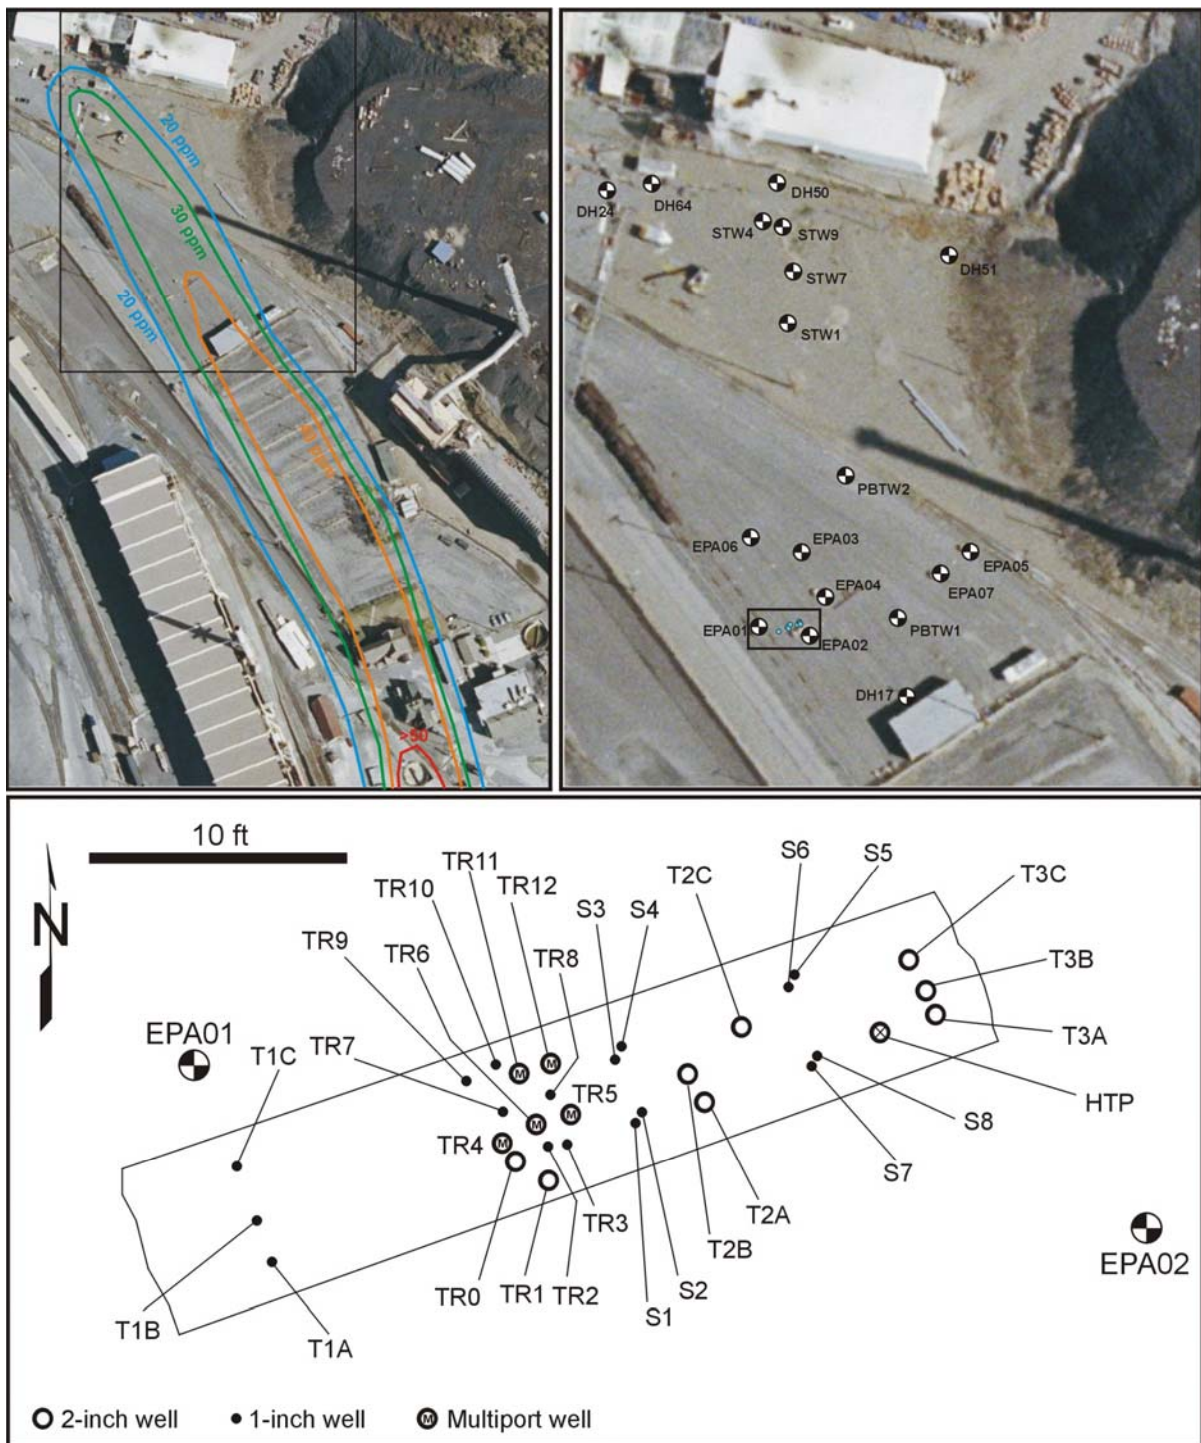 20 ppm
30 ppm
20 ppm
>50
DH24
DH64
DH50
STW4
STW9
DH51
STW7
STW1
PBTW2
EPA06
EPA03
EPA05
EPA07
EPA04
EPA01
EPA02
PBTW1
DH17
10 ft
N
TR11
TR10
TR12
TR9
TR6
TR8
S3
S4
T2C
S6
S5
T3C
T3B
T3A
EPA01
T1C
TR7
TR5
TR4
HTP
S8
S7
TR3
T2A
T2B
EPA02
TR0
TR1
TR2
S2
S1
T1B
T1A
2-inch well
1-inch well
M Multiport well